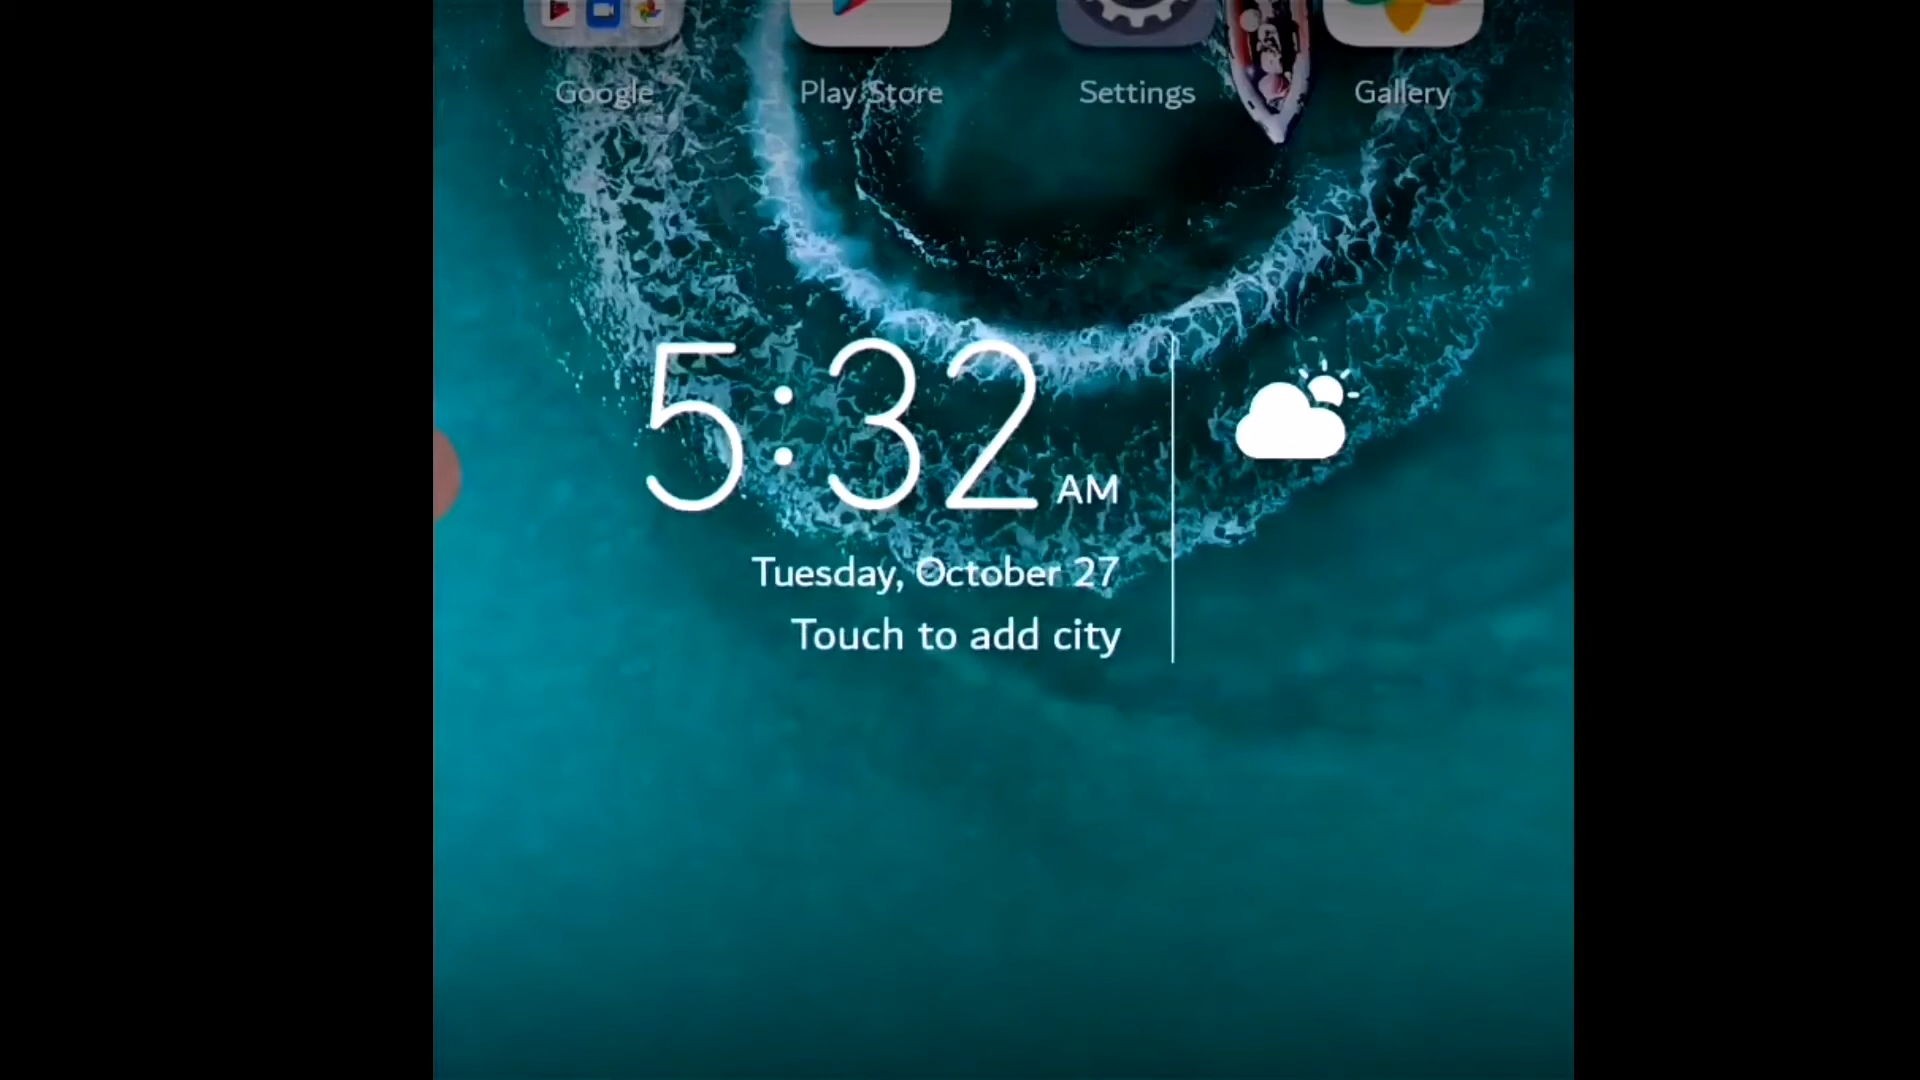 Google
Play Store
Settings
Gallery
5:32 AM
Tuesday, October 27
Touch to add city